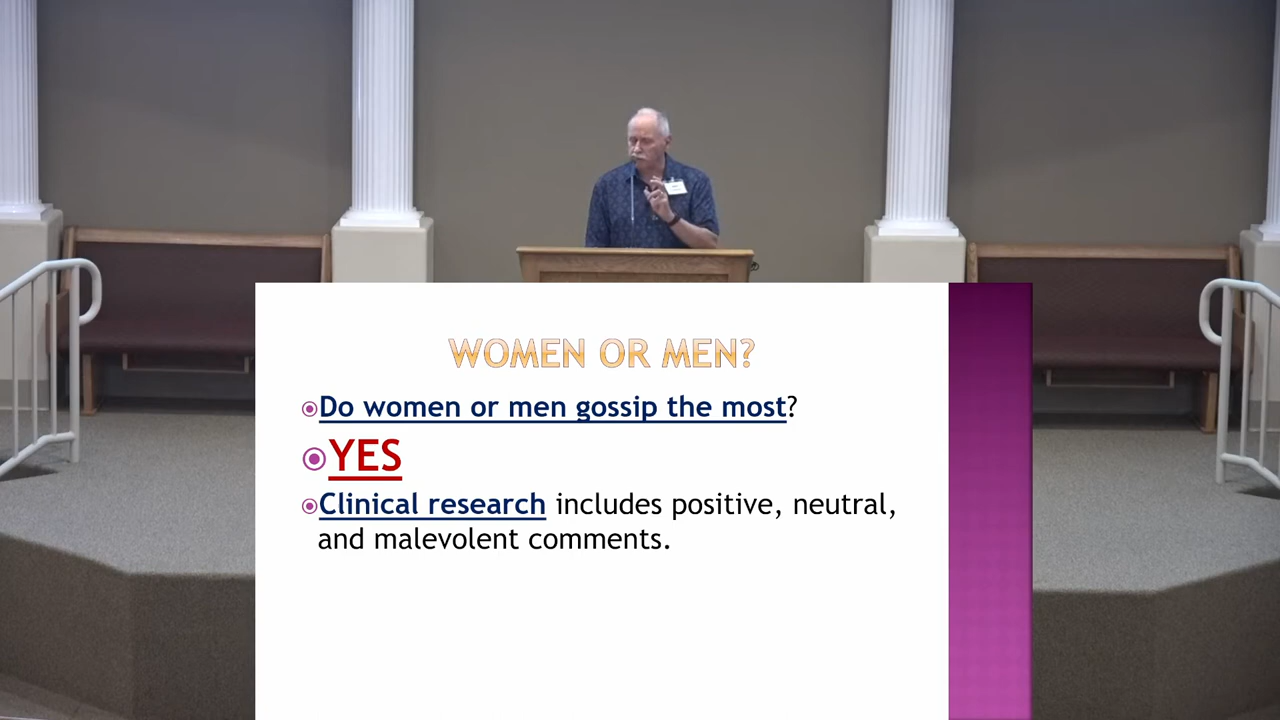 WOMEN OR MEN?
Do women or men gossip the most?
YES
Clinical research includes positive, neutral,
and malevolent comments.